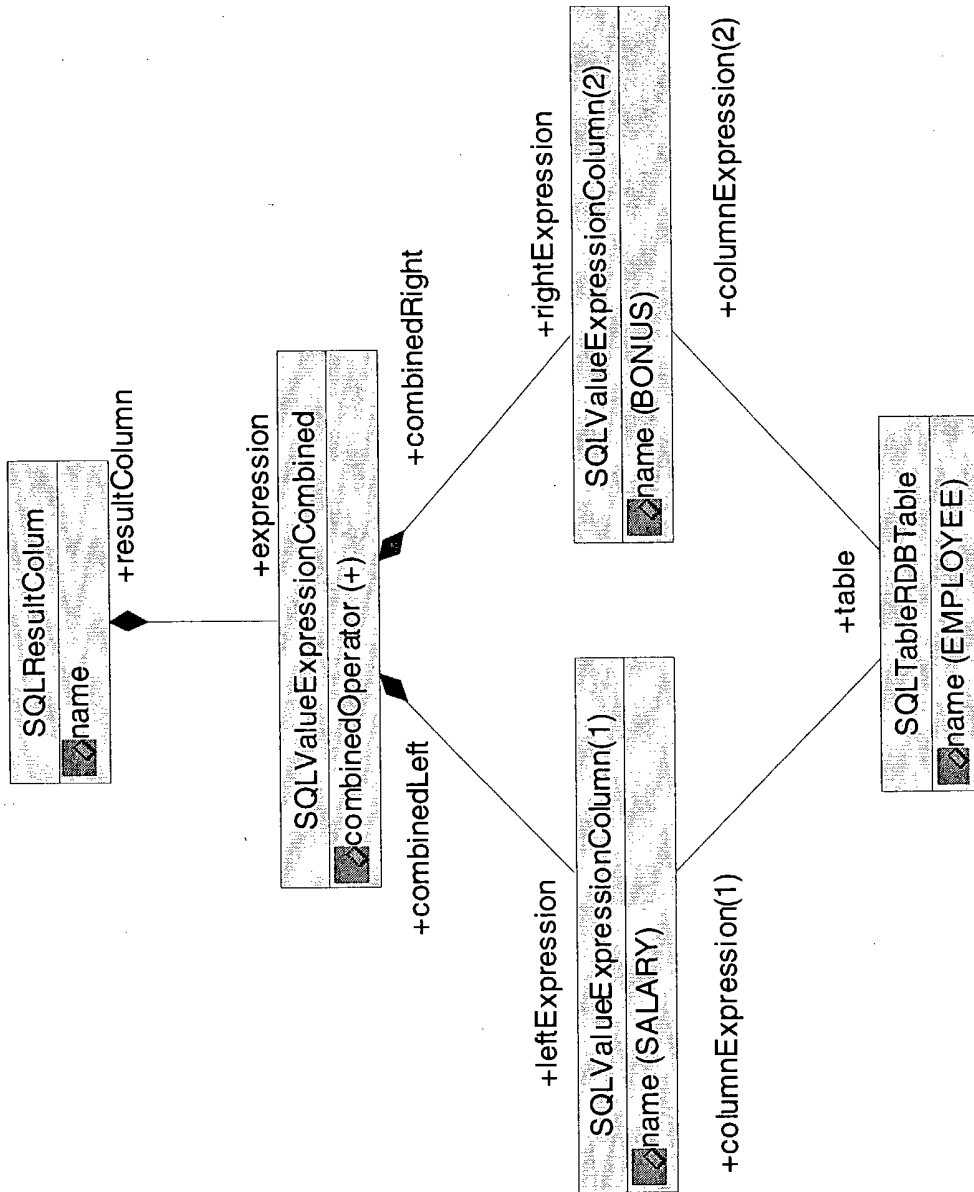 SQLResultColum
name
+resultColumn
+expression
SQLValueExpressionCombined
combinedOperator (+)
+combinedLeft
+combinedRight
+leftExpression
+rightExpression
SQLValueExpressionColumn(1)
name (SALARY)
SQLValueExpressionColumn(2)
name (BONUS)
+columnExpression(1)
+columnExpression(2)
+table
SQLTableRDBTable
name (EMPLOYEE)